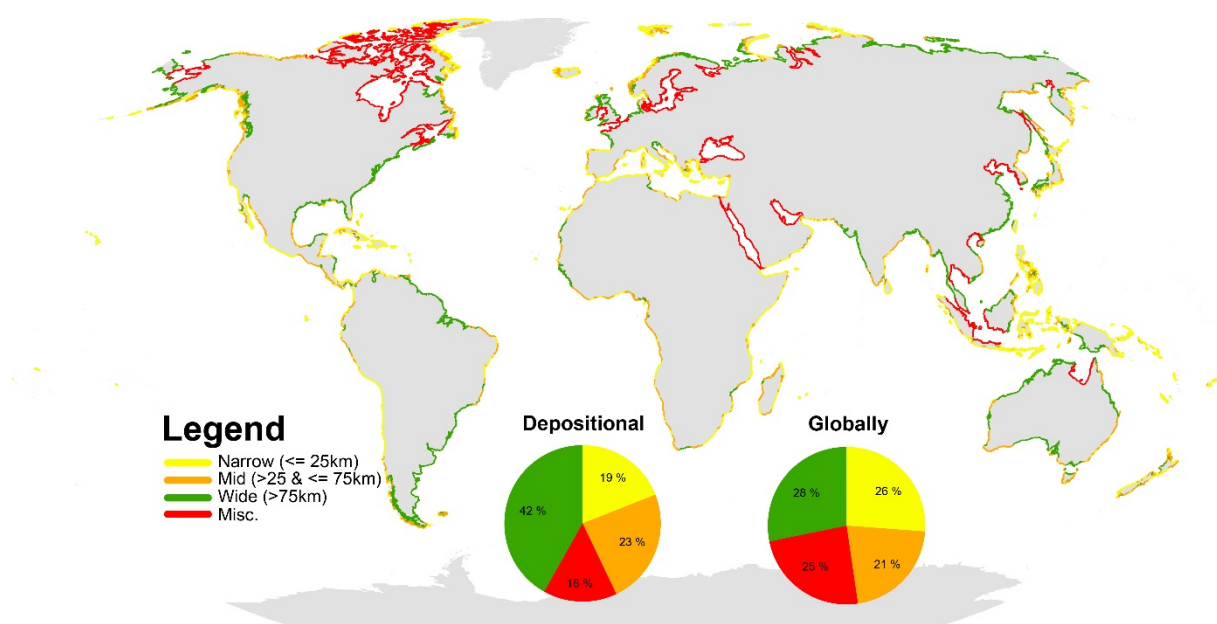 Legend
Narrow (<= 25km)
Mid (>25 & <= 75km)
Wide (>75km)
Misc.
Depositional
19 %
42 %
23 %
16 %
Globally
28 %
26 %
25 %
21 %